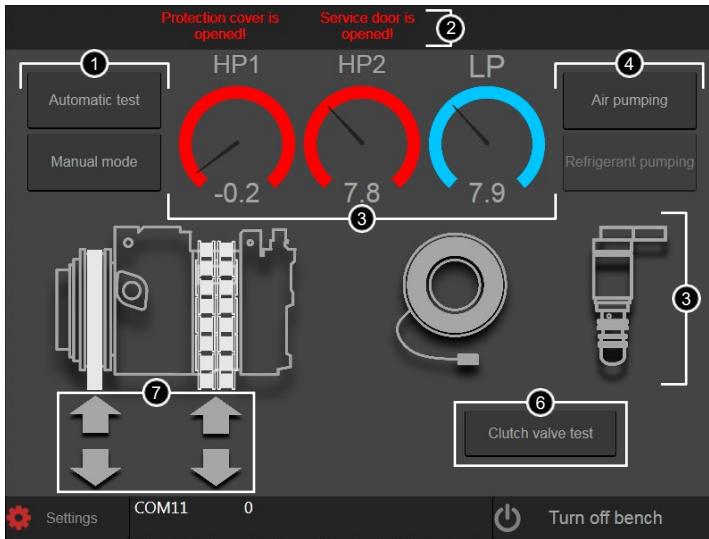 Protection cover is
opened!
Service door is
opened!
2
1
HP1
HP2
LP
4
Automatic test
Air pumping
Manual mode
Refrigerant pumping
-0.2
7.8
7.9
3
3
7
6
Clutch valve test
Settings
COM11 0
Turn off bench